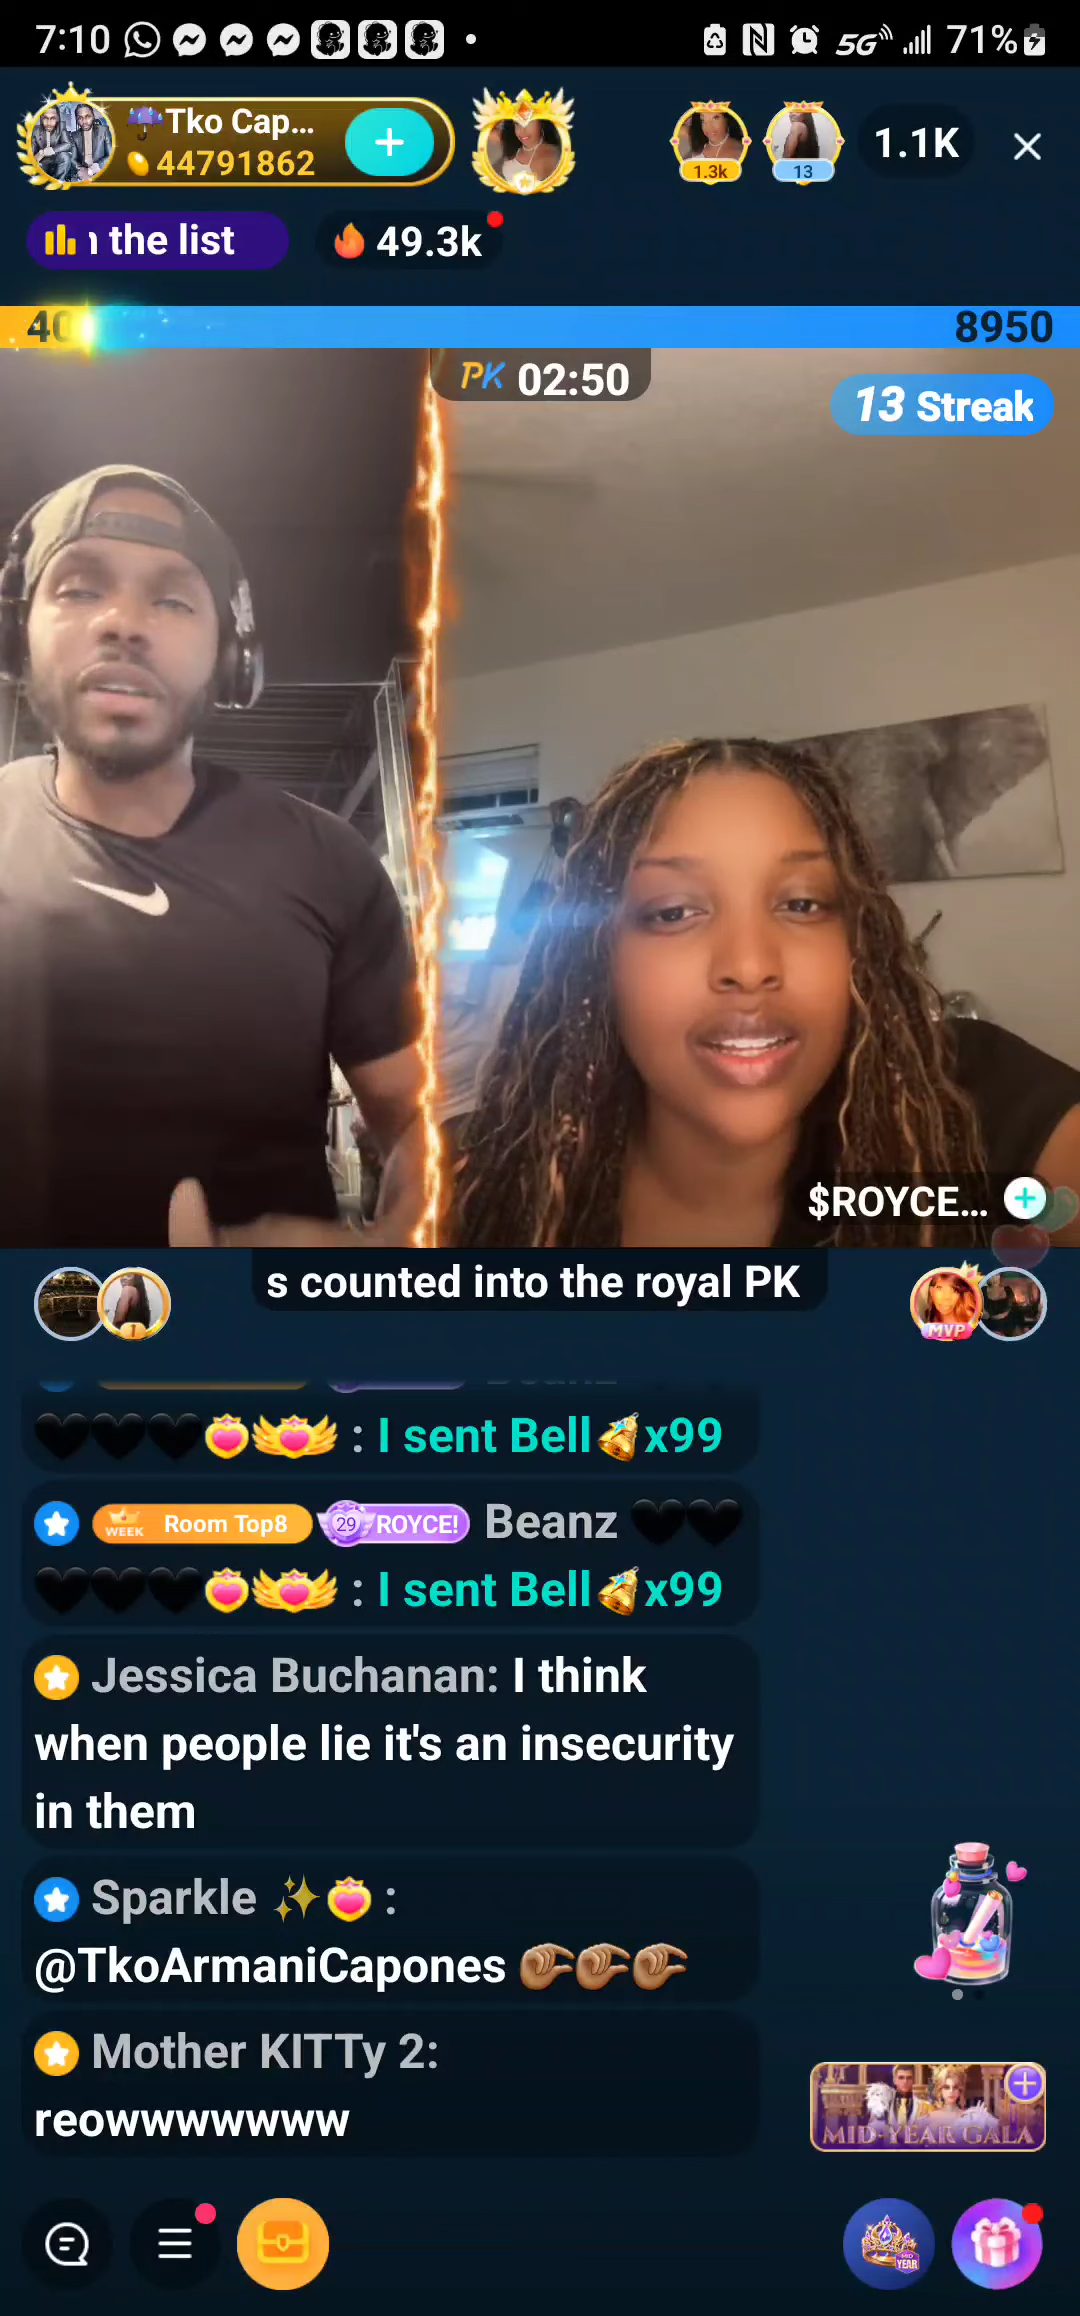 7:10
5G 71%
Tko Cap...
44791862
1.3k
13
1.1K
the list
49.3k
8950
PK 02:50
13 Streak
$ROYCE...
s counted into the royal PK
1
MVP
: I sent Bell x99
WEEK Room Top8 29 ROYCE! Beanz
: I sent Bell x99
Jessica Buchanan: I think
when people lie it's an insecurity
in them
Sparkle :
@TkoArmaniCapones
Mother KITTy 2:
reowwwwwww
MID-YEAR GALA
MID YEAR